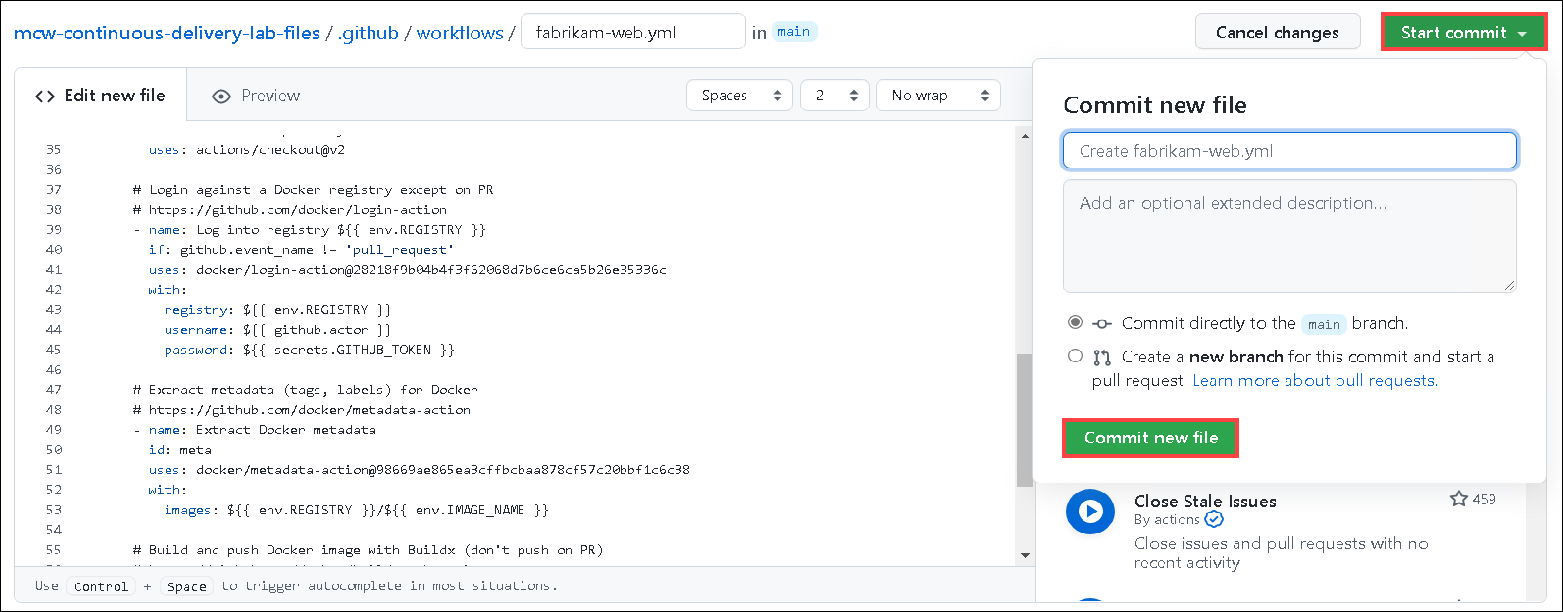 mcw-continuous-delivery-lab-files / .github / workflows / fabrikam-web.yml in main
Cancel changes
Start commit
Edit new file
Preview
Spaces
2
No wrap
35 uses: actions/checkout@v2
36
37 # Login against a Docker registry except on PR
38 # https://github.com/docker/login-action
39 - name: Log into registry ${{ env.REGISTRY }}
40 if: github.event_name != 'pull_request'
41 uses: docker/login-action@28218f9b04b4f3f62068d7b6ce6ca5b26e35336c
42 with:
43 registry: ${{ env.REGISTRY }}
44 username: ${{ github.actor }}
45 password: ${{ secrets.GITHUB_TOKEN }}
46
47 # Extract metadata (tags, labels) for Docker
48 # https://github.com/docker/metadata-action
49 - name: Extract Docker metadata
50 id: meta
51 uses: docker/metadata-action@98669ae865ea3cffbcbaa878cf57c20bbf1c6c38
52 with:
53 images: ${{ env.REGISTRY }}/${{ env.IMAGE_NAME }}
54
55 # Build and push Docker image with Buildx (don't push on PR)
Use Control + Space to trigger autocomplete in most situations.
Commit new file
Create fabrikam-web.yml
Add an optional extended description...
Commit directly to the main branch.
Create a new branch for this commit and start a
pull request. Learn more about pull requests.
Commit new file
Close Stale Issues
459
By actions
Close issues and pull requests with no
recent activity